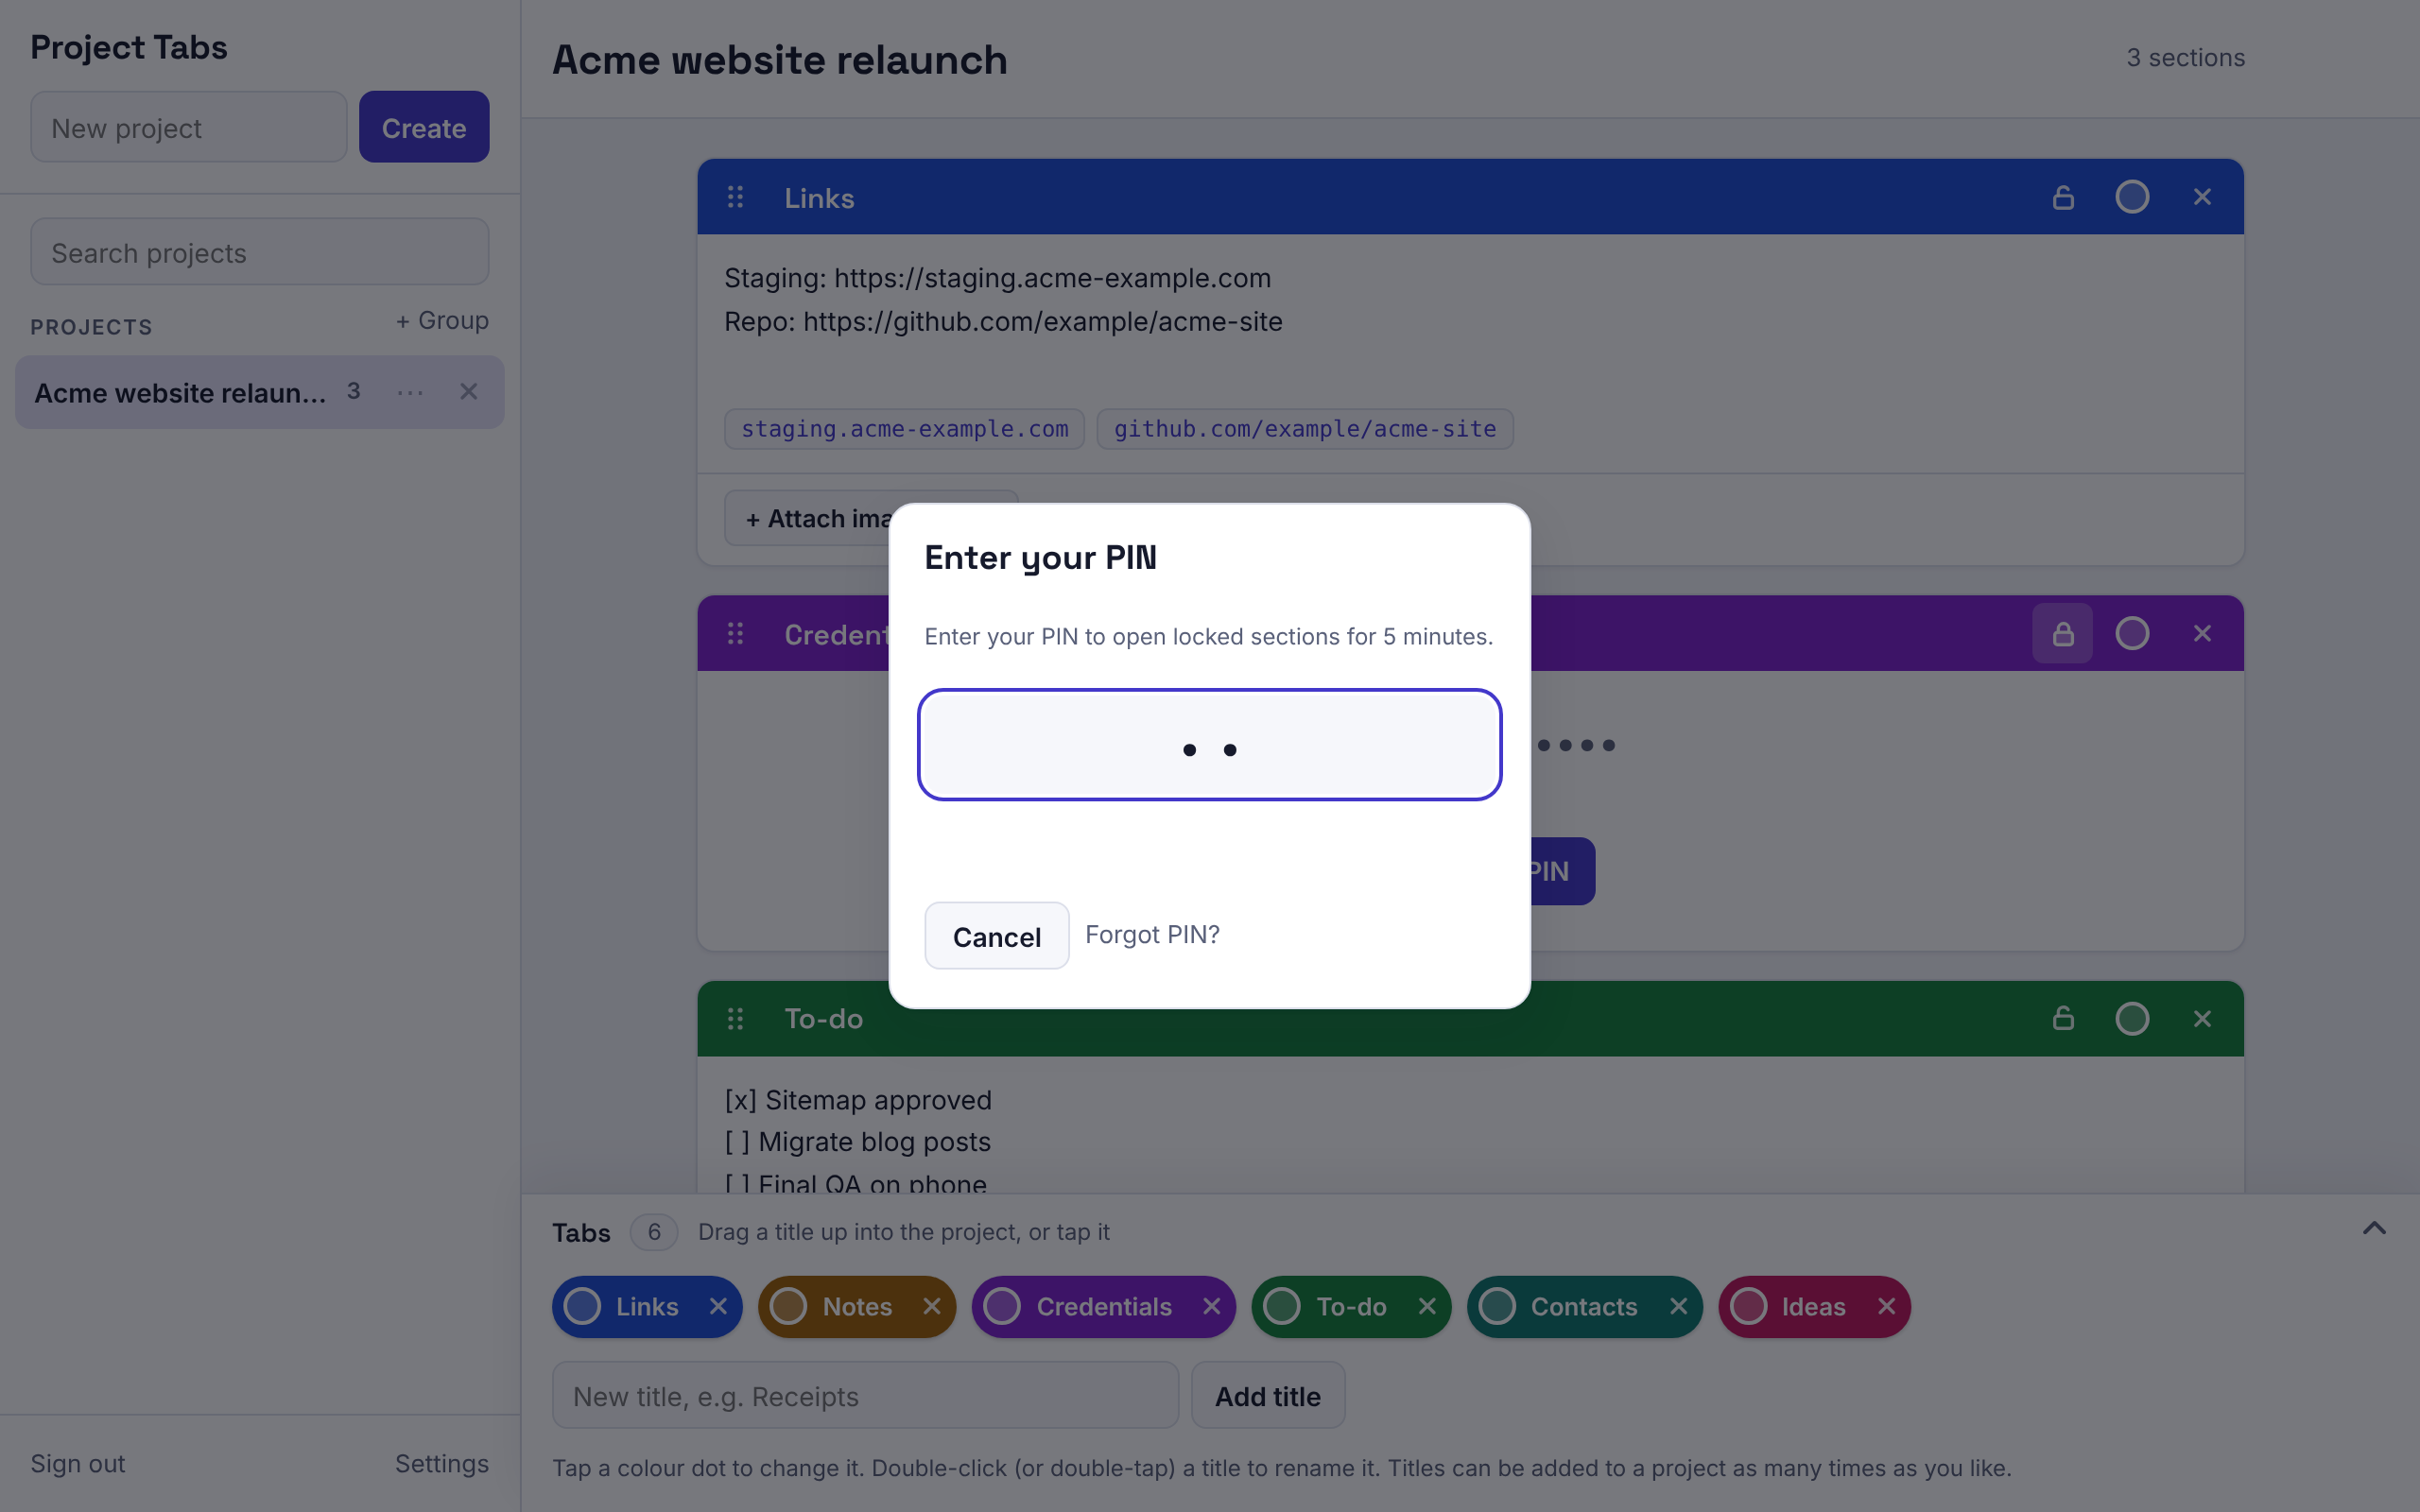 Project Tabs
New project
Create
Search projects
PROJECTS
+ Group
Acme website relaun...
3
Sign out
Settings
Acme website relaunch
3 sections
Links
Staging: https://staging.acme-example.com
Repo: https://github.com/example/acme-site
staging.acme-example.com
github.com/example/acme-site
+ Attach
PIN
To-do
[x] Sitemap approved
[ ] Migrate blog posts
[ ] Final QA on phone
Enter your PIN
Enter your PIN to open locked sections for 5 minutes.
Cancel
Forgot PIN?
Tabs
6
Drag a title up into the project, or tap it
Links
Notes
Credentials
To-do
Contacts
Ideas
New title, e.g. Receipts
Add title
Tap a colour dot to change it. Double-click (or double-tap) a title to rename it. Titles can be added to a project as many times as you like.